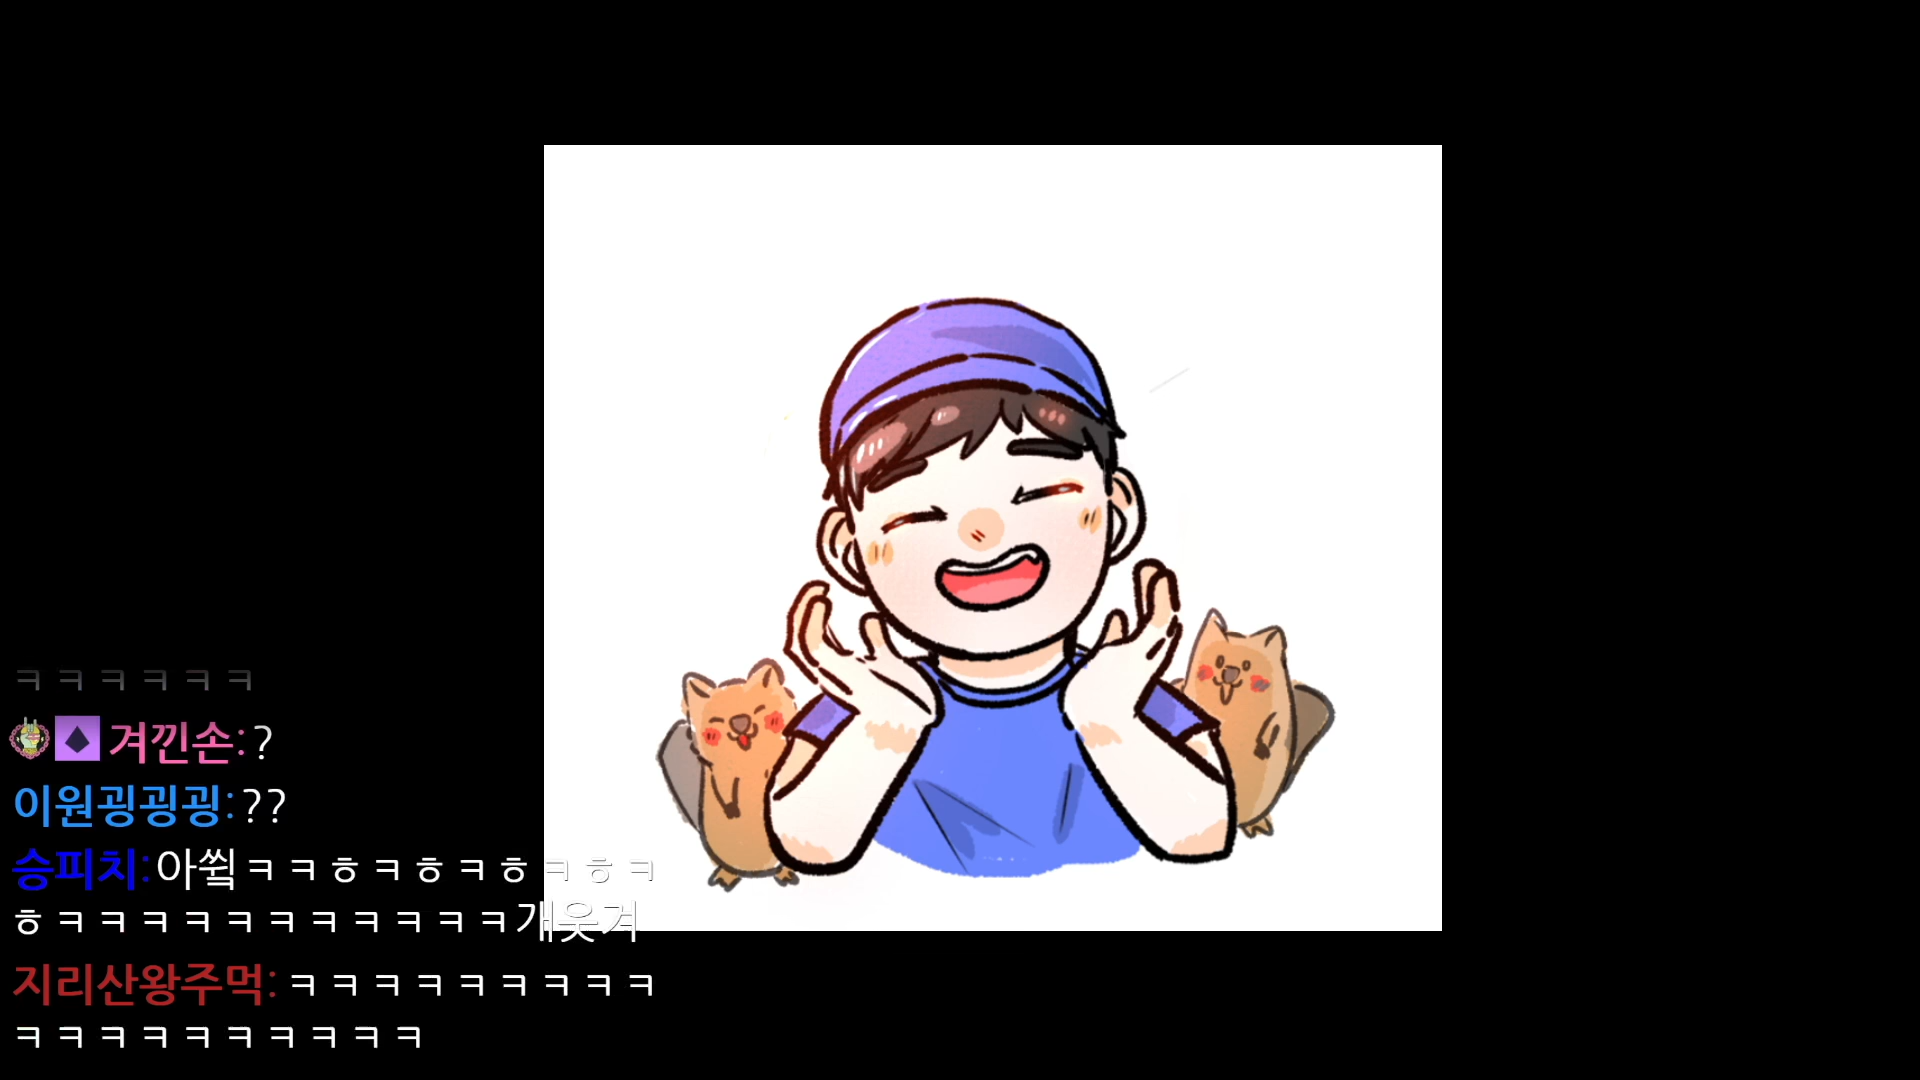 ㅋㅋㅋㅋㅋㅋ
겨낀손:?
이원굉굉굉:??
승피치:아쒸ㅋㅋㅎㅋㅎㅋㅎㅋㅎㅋ
ㅎㅋㅋㅋㅋㅋㅋㅋㅋㅋㅋㅋ개웃겨
지리산왕주먹:ㅋㅋㅋㅋㅋㅋㅋㅋㅋ
ㅋㅋㅋㅋㅋㅋㅋㅋㅋㅋ